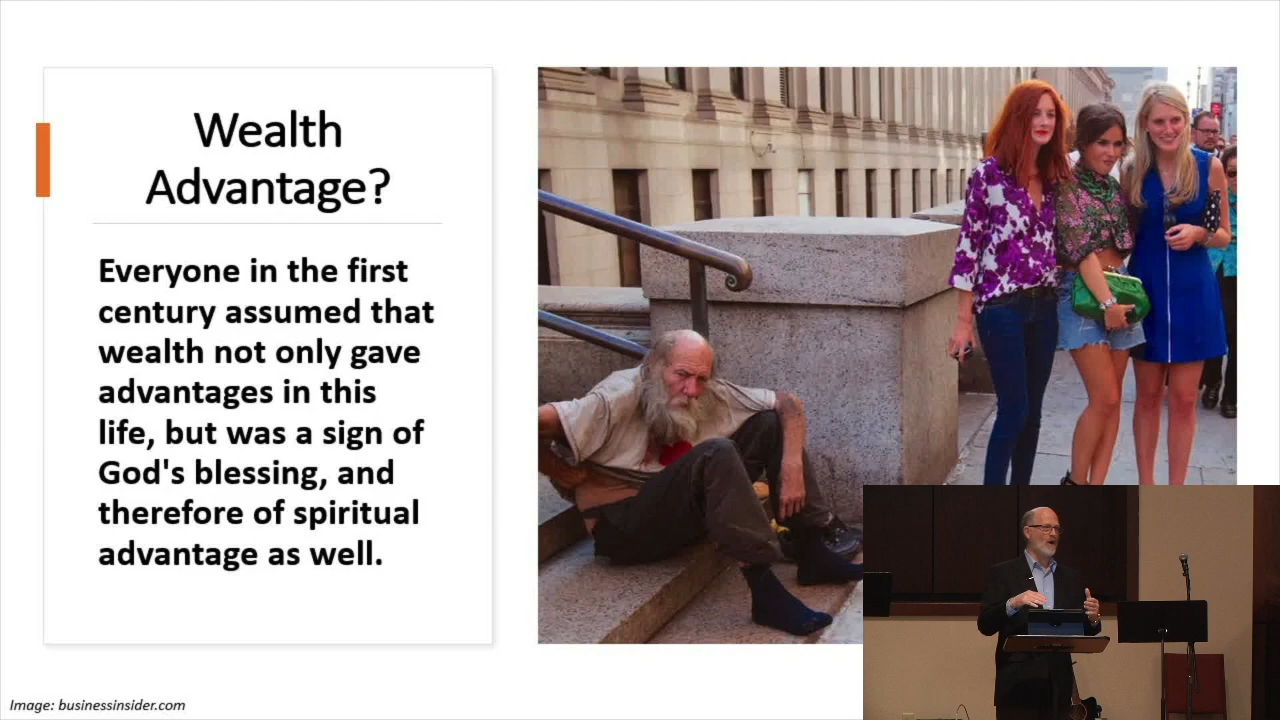 Wealth
Advantage?
Everyone in the first
century assumed that
wealth not only gave
advantages in this
life, but was a sign of
God's blessing, and
therefore of spiritual
advantage as well.
Image: businessinsider.com